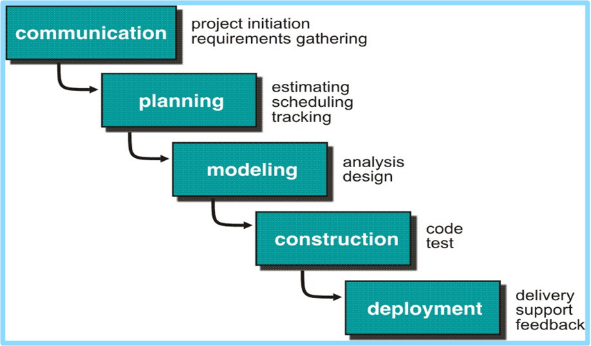 communication
project initiation
requirements gathering
planning
estimating
scheduling
tracking
modeling
analysis
design
construction
code
test
deployment
delivery
support
feedback